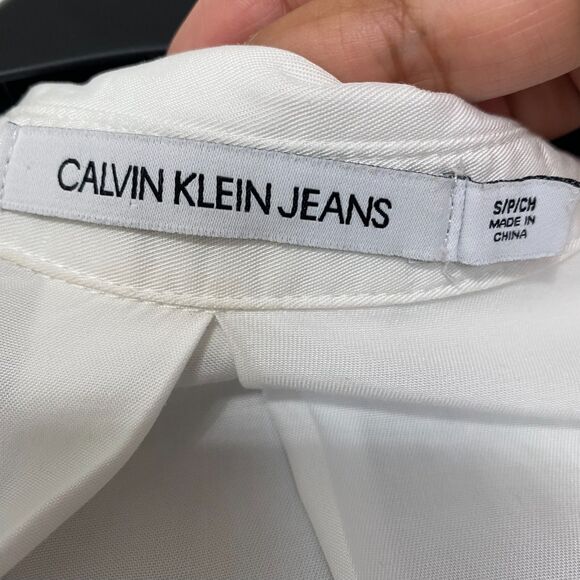 CALVIN KLEIN JEANS
S/P/CH
MADE IN
CHINA